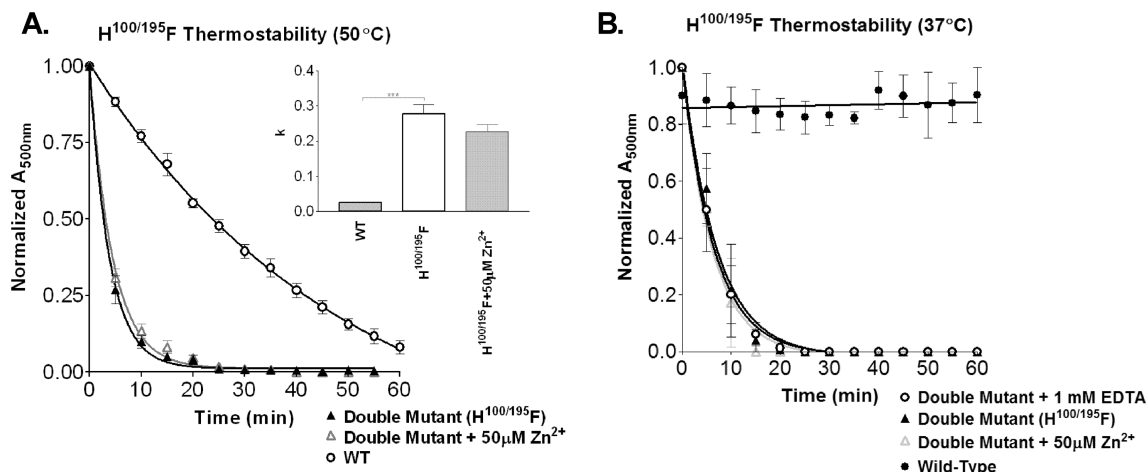 A.
H¹⁰⁰/¹⁹⁵F Thermostability (50°C)
Normalized A₅₀₀nm
1.00
0.75
0.50
0.25
0.00
0 10 20 30 40 50 60
Time (min)
k
0.4
0.3
0.2
0.1
0.0
***
WT
H¹⁰⁰/¹⁹⁵F
H¹⁰⁰/¹⁹⁵F+50μM Zn²⁺
Double Mutant (H¹⁰⁰/¹⁹⁵F)
Double Mutant + 50μM Zn²⁺
WT
B.
H¹⁰⁰/¹⁹⁵F Thermostability (37°C)
Normalized A₅₀₀nm
1.0
0.8
0.6
0.4
0.2
0.0
0 10 20 30 40 50 60
Time (min)
Double Mutant + 1 mM EDTA
Double Mutant (H¹⁰⁰/¹⁹⁵F)
Double Mutant + 50μM Zn²⁺
Wild-Type